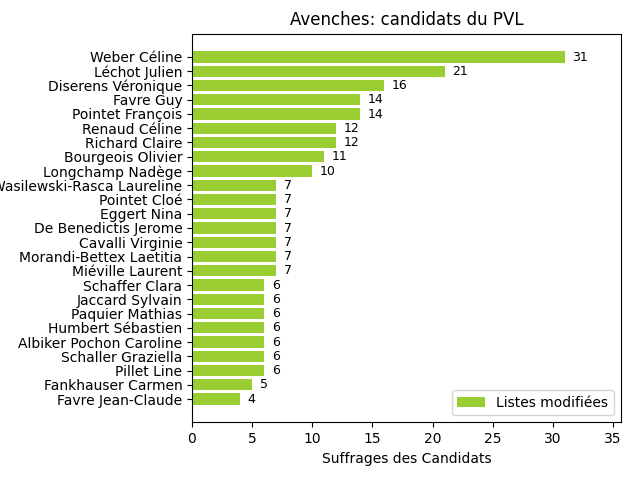 Avenches: candidats du PVL
Weber Céline 31
Léchot Julien 21
Diserens Véronique 16
Favre Guy 14
Pointet François 14
Renaud Céline 12
Richard Claire 12
Bourgeois Olivier 11
Longchamp Nadège 10
Wasilewski-Rasca Laureline 7
Pointet Cloé 7
Eggert Nina 7
De Benedictis Jerome 7
Cavalli Virginie 7
Morandi-Bettex Laetitia 7
Miéville Laurent 7
Schaffer Clara 6
Jaccard Sylvain 6
Paquier Mathias 6
Humbert Sébastien 6
Albiker Pochon Caroline 6
Schaller Graziella 6
Pillet Line 6
Fankhauser Carmen 5
Favre Jean-Claude 4
Listes modifiées
0 5 10 15 20 25 30 35
Suffrages des Candidats